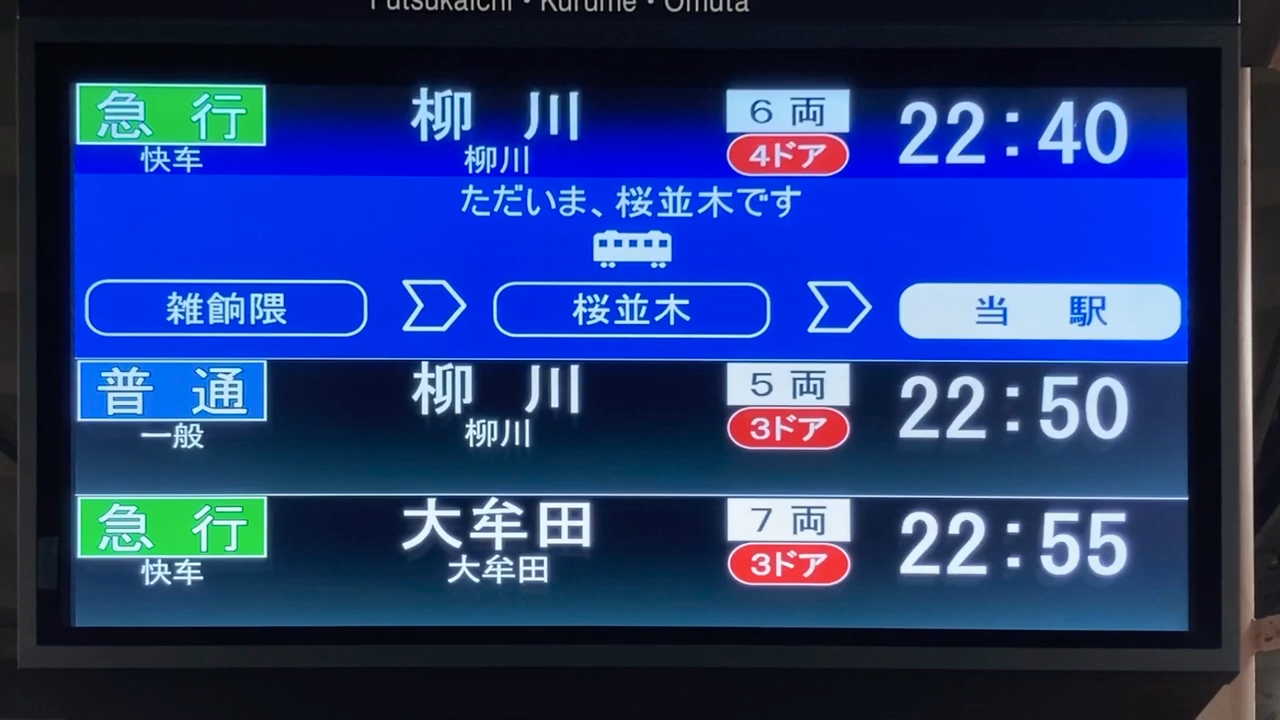 Futsukaichi・Kurume・Omuta
急行 柳川 6両 22:40
快车 柳川 4ドア
ただいま、桜並木です
雑餉隈 桜並木 当駅
普通 柳川 5両 22:50
一般 柳川 3ドア
急行 大牟田 7両 22:55
快车 大牟田 3ドア